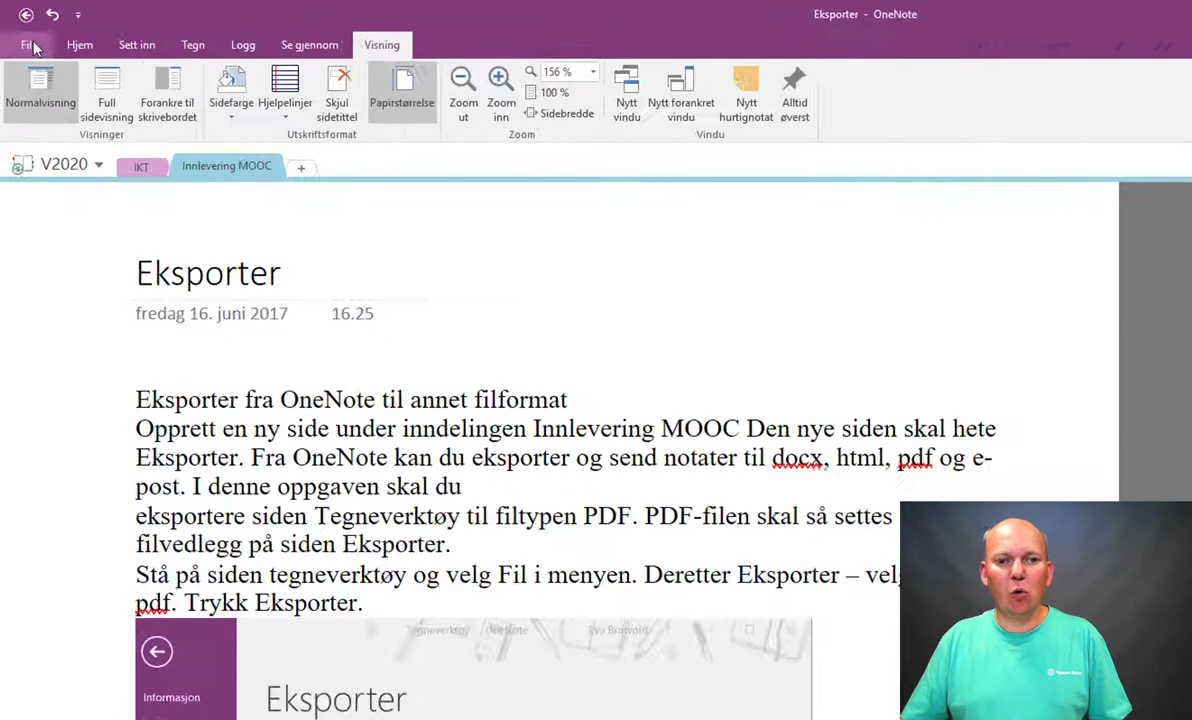 Eksporter - OneNote
Fil Hjem Sett inn Tegn Logg Se gjennom Visning
Normalvisning Full sidevisning Forankre til skrivebordet
Visninger
Sidefarge Hjelpelinjer Skjul sidetittel Papirstørrelse
Utskriftsformat
Zoom ut Zoom inn 156 % 100 % Sidebredde
Zoom
Nytt vindu Nytt forankret vindu Nytt hurtignotat Alltid øverst
Vindu
V2020 IKT Innlevering MOOC +
Eksporter
fredag 16. juni 2017 16.25
Eksporter fra OneNote til annet filformat
Opprett en ny side under inndelingen Innlevering MOOC Den nye siden skal hete
Eksporter. Fra OneNote kan du eksporter og send notater til docx, html, pdf og e-
post. I denne oppgaven skal du
eksportere siden Tegneverktøy til filtypen PDF. PDF-filen skal så settes
filvedlegg på siden Eksporter.
Stå på siden tegneverktøy og velg Fil i menyen. Deretter Eksporter – velg
pdf. Trykk Eksporter.
Tegneverktøy - OneNote
Eksporter
Informasjon